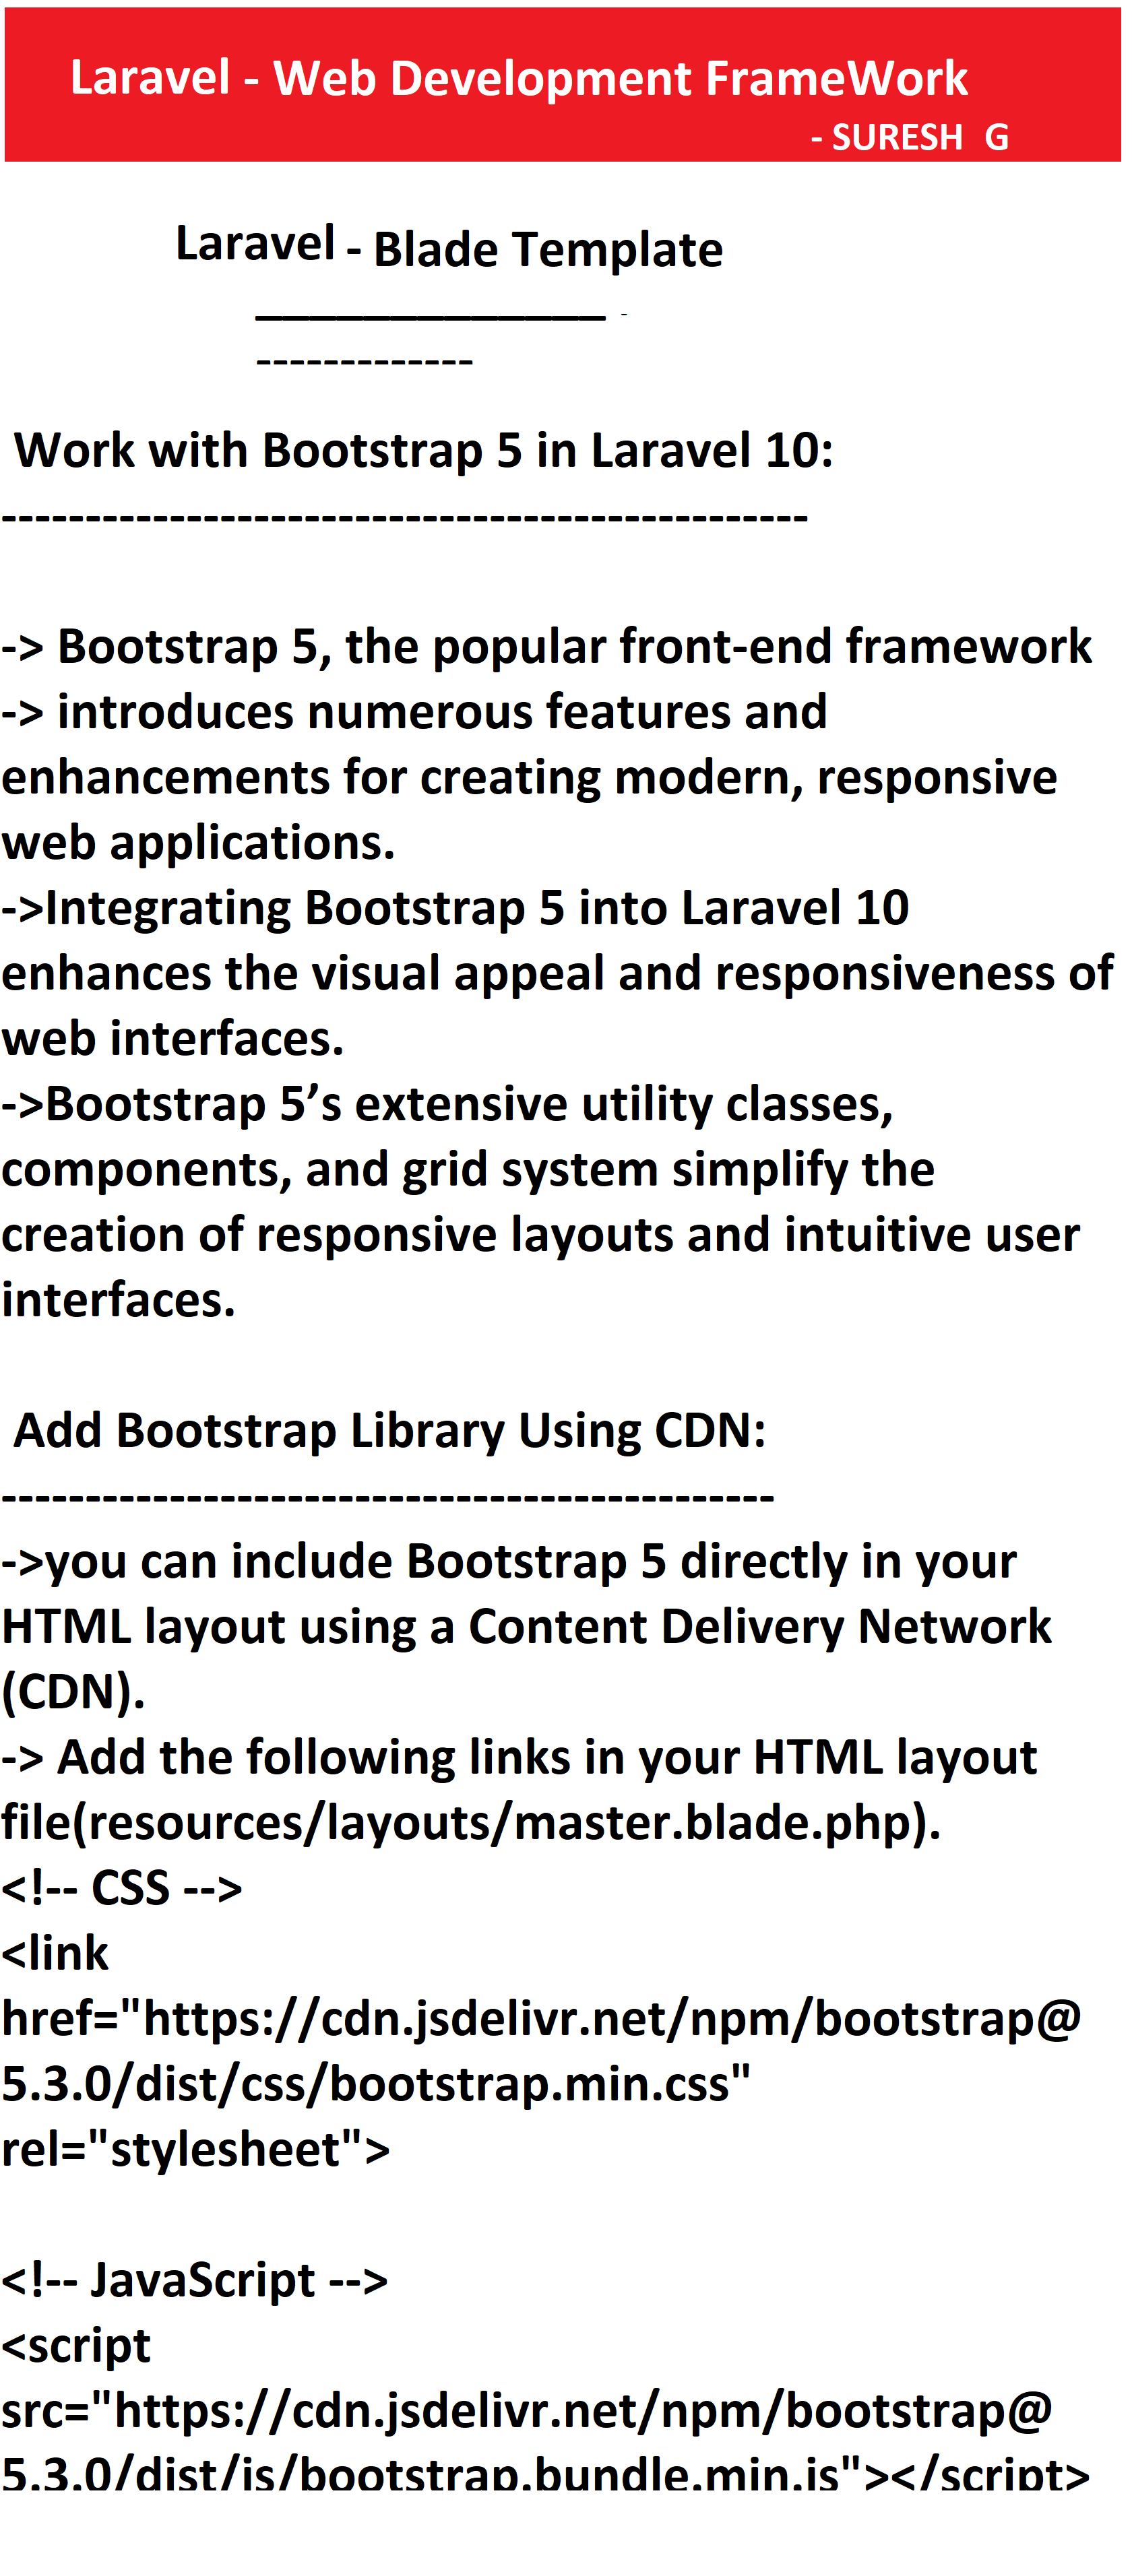 Laravel - Web Development FrameWork
- SURESH  G
Laravel - Blade Template
_____________ -
-------------
Work with Bootstrap 5 in Laravel 10:
------------------------------------------------
-> Bootstrap 5, the popular front-end framework
-> introduces numerous features and
enhancements for creating modern, responsive
web applications.
->Integrating Bootstrap 5 into Laravel 10
enhances the visual appeal and responsiveness of
web interfaces.
->Bootstrap 5’s extensive utility classes,
components, and grid system simplify the
creation of responsive layouts and intuitive user
interfaces.
Add Bootstrap Library Using CDN:
----------------------------------------------
->you can include Bootstrap 5 directly in your
HTML layout using a Content Delivery Network
(CDN).
-> Add the following links in your HTML layout
file(resources/layouts/master.blade.php).
<!-- CSS -->
<link
href="https://cdn.jsdelivr.net/npm/bootstrap@
5.3.0/dist/css/bootstrap.min.css"
rel="stylesheet">
<!-- JavaScript -->
<script
src="https://cdn.jsdelivr.net/npm/bootstrap@
5.3.0/dist/js/bootstrap.bundle.min.js"></script>